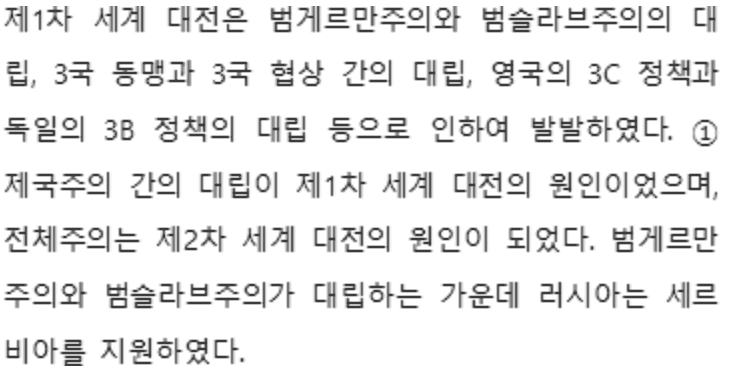 제1차 세계 대전은 범게르만주의와 범슬라브주의의 대
립, 3국 동맹과 3국 협상 간의 대립, 영국의 3C 정책과
독일의 3B 정책의 대립 등으로 인하여 발발하였다. ①
제국주의 간의 대립이 제1차 세계 대전의 원인이었으며,
전체주의는 제2차 세계 대전의 원인이 되었다. 범게르만
주의와 범슬라브주의가 대립하는 가운데 러시아는 세르
비아를 지원하였다.